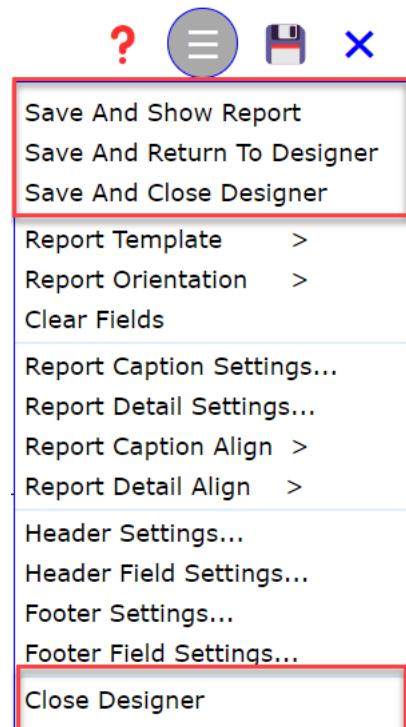 ?
Save And Show Report
Save And Return To Designer
Save And Close Designer
Report Template >
Report Orientation >
Clear Fields
Report Caption Settings...
Report Detail Settings...
Report Caption Align >
Report Detail Align >
Header Settings...
Header Field Settings...
Footer Settings...
Footer Field Settings...
Close Designer